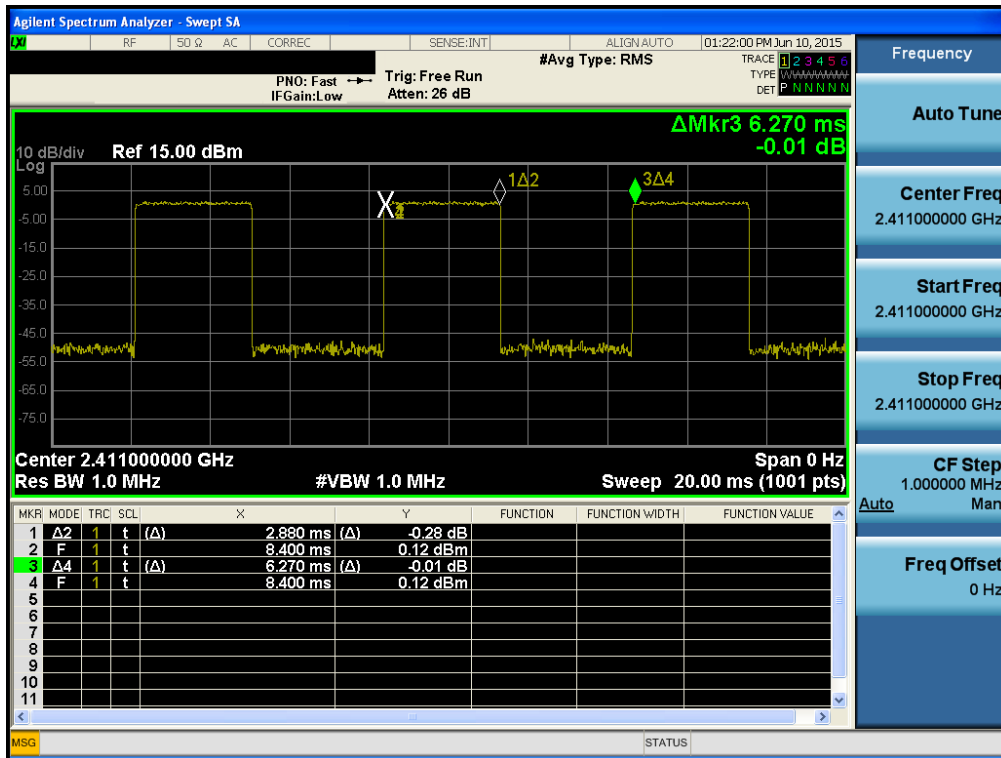 Agilent Spectrum Analyzer - Swept SA
LXI RF 50 Ω AC CORREC SENSE:INT ALIGN AUTO 01:22:00 PM Jun 10, 2015
#Avg Type: RMS TRACE 1 2 3 4 5 6
PNO: Fast Trig: Free Run TYPE
IFGain:Low Atten: 26 dB DET P N N N N N
ΔMkr3 6.270 ms
-0.01 dB
10 dB/div Ref 15.00 dBm
Log
1Δ2
3Δ4
X
5.00
-5.00
-15.0
-25.0
-35.0
-45.0
-55.0
-65.0
-75.0
Center 2.411000000 GHz Span 0 Hz
Res BW 1.0 MHz #VBW 1.0 MHz Sweep 20.00 ms (1001 pts)
MKR MODE TRC SCL X Y FUNCTION FUNCTION WIDTH FUNCTION VALUE
1 Δ2 1 t (Δ) 2.880 ms (Δ) -0.28 dB
2 F 1 t 8.400 ms 0.12 dBm
3 Δ4 1 t (Δ) 6.270 ms (Δ) -0.01 dB
4 F 1 t 8.400 ms 0.12 dBm
5
6
7
8
9
10
11
MSG STATUS
Frequency
Auto Tune
Center Freq
2.411000000 GHz
Start Freq
2.411000000 GHz
Stop Freq
2.411000000 GHz
CF Step
1.000000 MHz
Auto Man
Freq Offset
0 Hz